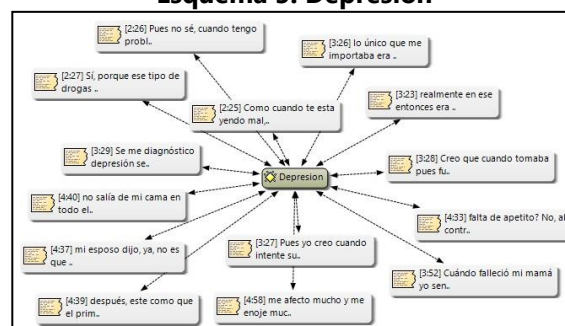 Esquema 5: Depresión
[2:26] Pues no sé, cuando tengo
probl..
[3:26] lo único que me
importaba era ..
[2:27] Sí, porque ese tipo de
drogas ..
[3:23] realmente en ese
entonces era ..
[2:25] Como cuando te esta
yendo mal,..
[3:29] Se me diagnóstico
depresión se..
[3:28] Creo que cuando tomaba
pues fu..
Depresion
[4:40] no salía de mi cama en
todo el..
[4:33] falta de apetito? No, al
contr..
[4:37] mi esposo dijo, ya, no es
que ..
[3:27] Pues yo creo cuando
intente su..
[3:52] Cuándo falleció mi mamá
yo sen..
[4:39] después, este como que
el prim..
[4:58] me afecto mucho y me
enoje muc..